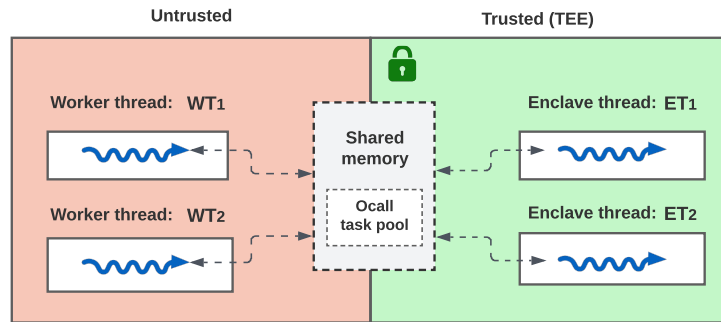 Untrusted
Trusted (TEE)
Worker thread: WT1
Enclave thread: ET1
Shared
memory
Ocall
task pool
Worker thread: WT2
Enclave thread: ET2